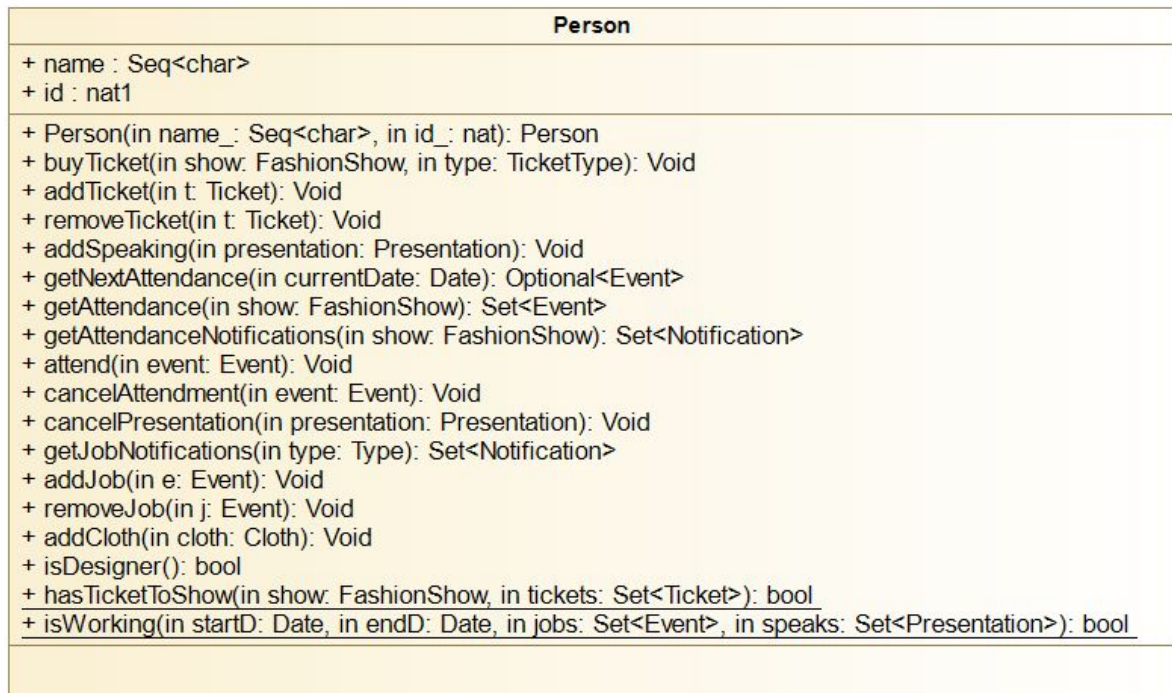 Person
+ name : Seq<char>
+ id : nat1
+ Person(in name_: Seq<char>, in id_: nat): Person
+ buyTicket(in show: FashionShow, in type: TicketType): Void
+ addTicket(in t: Ticket): Void
+ removeTicket(in t: Ticket): Void
+ addSpeaking(in presentation: Presentation): Void
+ getNextAttendance(in currentDate: Date): Optional<Event>
+ getAttendance(in show: FashionShow): Set<Event>
+ getAttendanceNotifications(in show: FashionShow): Set<Notification>
+ attend(in event: Event): Void
+ cancelAttendment(in event: Event): Void
+ cancelPresentation(in presentation: Presentation): Void
+ getJobNotifications(in type: Type): Set<Notification>
+ addJob(in e: Event): Void
+ removeJob(in j: Event): Void
+ addCloth(in cloth: Cloth): Void
+ isDesigner(): bool
+ hasTicketToShow(in show: FashionShow, in tickets: Set<Ticket>): bool
+ isWorking(in startD: Date, in endD: Date, in jobs: Set<Event>, in speaks: Set<Presentation>): bool